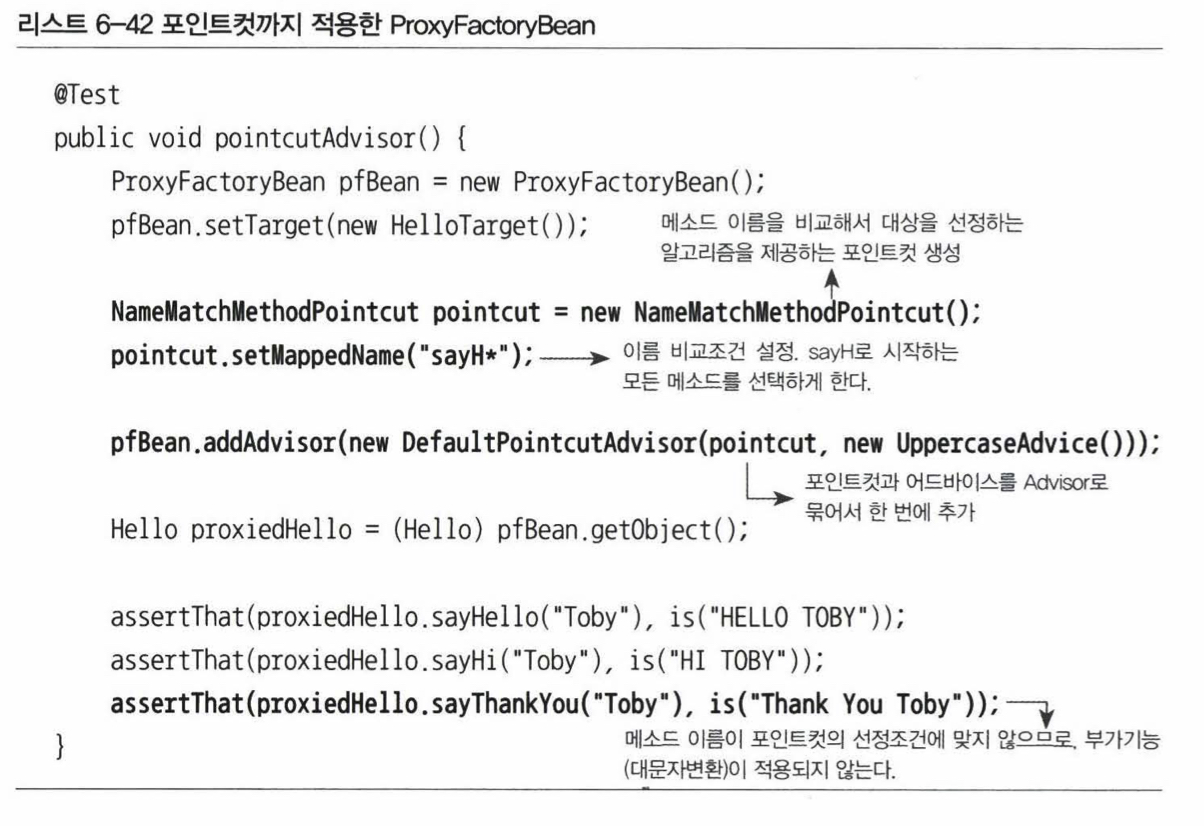 리스트 6-42 포인트컷까지 적용한 ProxyFactoryBean
@Test
public void pointcutAdvisor() {
ProxyFactoryBean pfBean = new ProxyFactoryBean();
pfBean.setTarget(new HelloTarget());
메소드 이름을 비교해서 대상을 선정하는
알고리즘을 제공하는 포인트컷 생성
NameMatchMethodPointcut pointcut = new NameMatchMethodPointcut();
pointcut.setMappedName("sayH*");
이름 비교조건 설정. sayH로 시작하는
모든 메소드를 선택하게 한다.
pfBean.addAdvisor(new DefaultPointcutAdvisor(pointcut, new UppercaseAdvice()));
포인트컷과 어드바이스를 Advisor로
묶어서 한 번에 추가
Hello proxiedHello = (Hello) pfBean.getObject();
assertThat(proxiedHello.sayHello("Toby"), is("HELLO TOBY"));
assertThat(proxiedHello.sayHi("Toby"), is("HI TOBY"));
assertThat(proxiedHello.sayThankYou("Toby"), is("Thank You Toby"));
메소드 이름이 포인트컷의 선정조건에 맞지 않으므로, 부가기능
(대문자변환)이 적용되지 않는다.
}